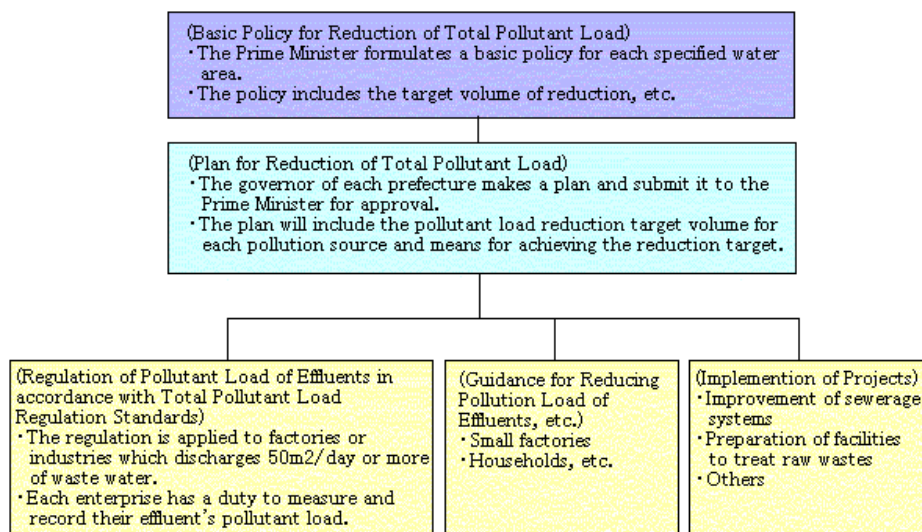 (Basic Policy for Reduction of Total Pollutant Load)
・The Prime Minister formulates a basic policy for each specified water
area.
・The policy includes the target volume of reduction, etc.
(Plan for Reduction of Total Pollutant Load)
・The governor of each prefecture makes a plan and submit it to the
Prime Minister for approval.
・The plan will include the pollutant load reduction target volume for
each pollution source and means for achieving the reduction target.
(Regulation of Pollutant Load of Effluents in
accordance with Total Pollutant Load
Regulation Standards)
・The regulation is applied to factories or
industries which discharges 50m2/day or more
of waste water.
・Each enterprise has a duty to measure and
record their effluent's pollutant load.
(Guidance for Reducing
Pollution Load of
Effluents, etc.)
・Small factories
・Households, etc.
(Implemention of Projects)
・Improvement of sewerage
systems
・Preparation of facilities
to treat raw wastes
・Others